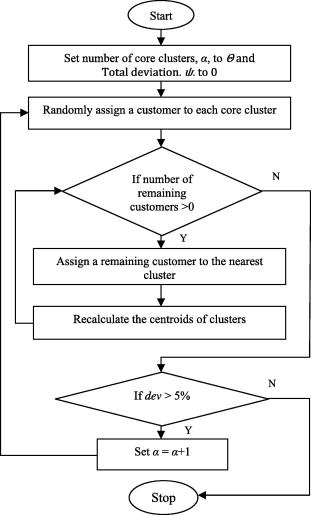 Start
Set number of core clusters, α, to Θ and
Total deviation. ψ. to 0
Randomly assign a customer to each core cluster
If number of
remaining
customers >0
N
Y
Assign a remaining customer to the nearest
cluster
Recalculate the centroids of clusters
If dev > 5%
N
Y
Set α = α+1
Stop